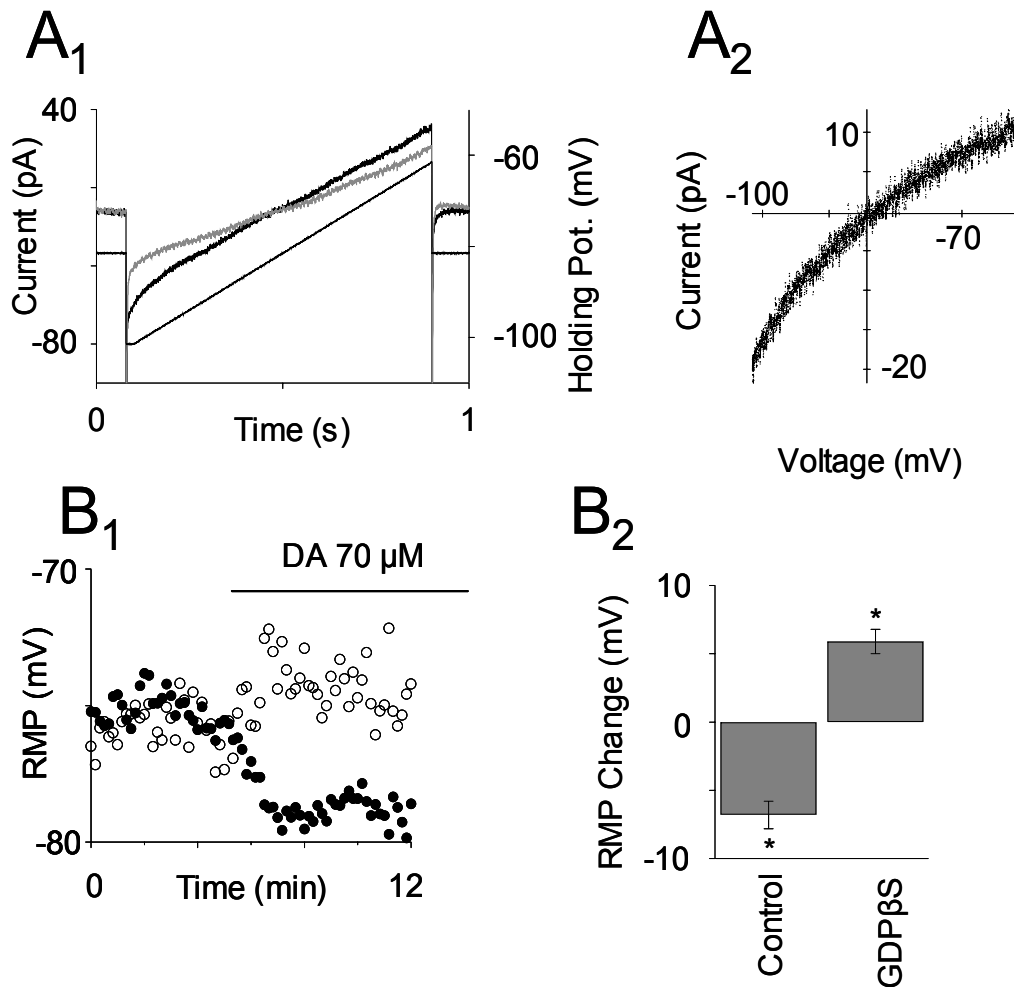 A1
A2
40
-80
Current (pA)
-60
-100
Holding Pot. (mV)
0
1
Time (s)
10
-100
-70
-20
Current (pA)
Voltage (mV)
B1
B2
DA 70 µM
-70
-80
RMP (mV)
0
Time (min)
12
10
0
-10
RMP Change (mV)
*
*
Control
GDPβS